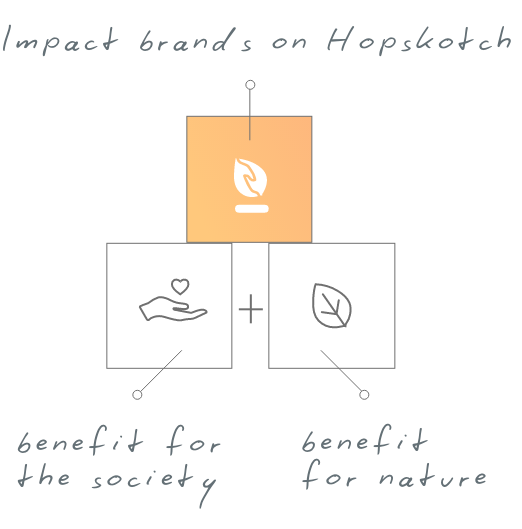 Impact brands on Hopskotch
+
benefit for
the society
benefit
for nature